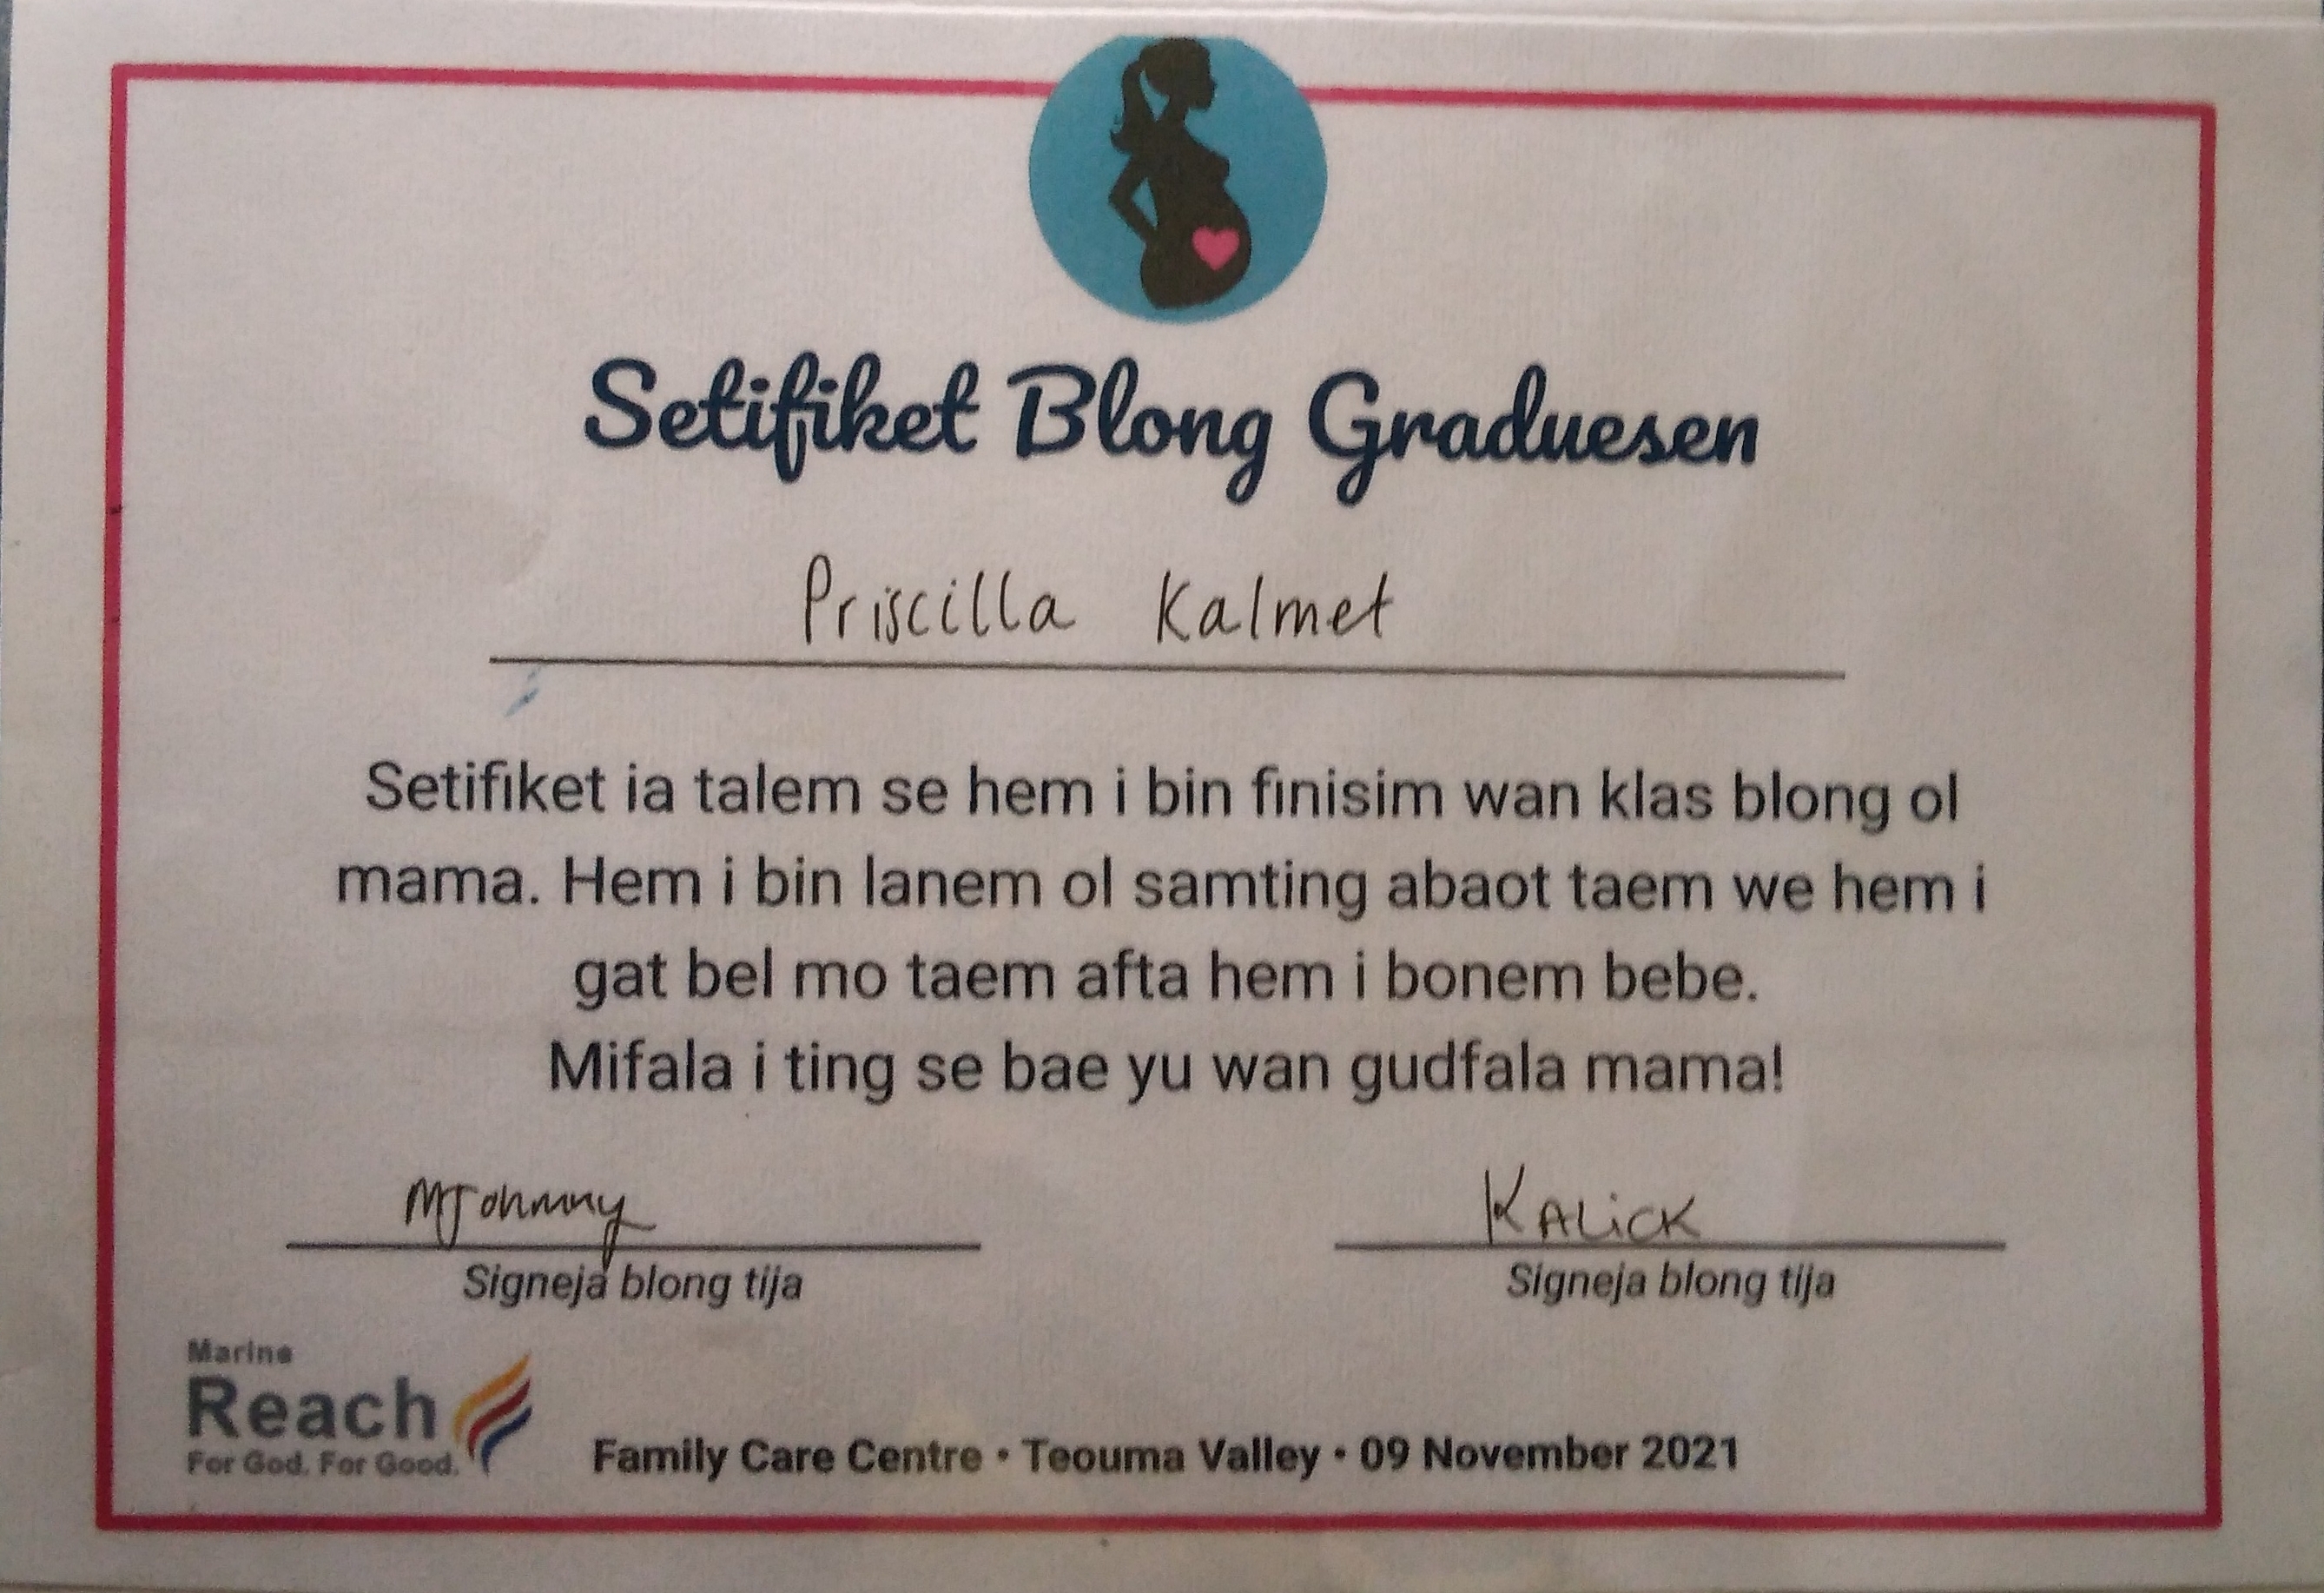 Setifiket Blong Graduesen
Priscilla Kalmet
Setifiket ia talem se hem i bin finisim wan klas blong ol
mama. Hem i bin lanem ol samting abaot taem we hem i
gat bel mo taem afta hem i bonem bebe.
Mifala i ting se bae yu wan gudfala mama!
MJohnny
KALICK
Signeja blong tija
Signeja blong tija
Marine
Reach
For God. For Good.
Family Care Centre • Teouma Valley • 09 November 2021